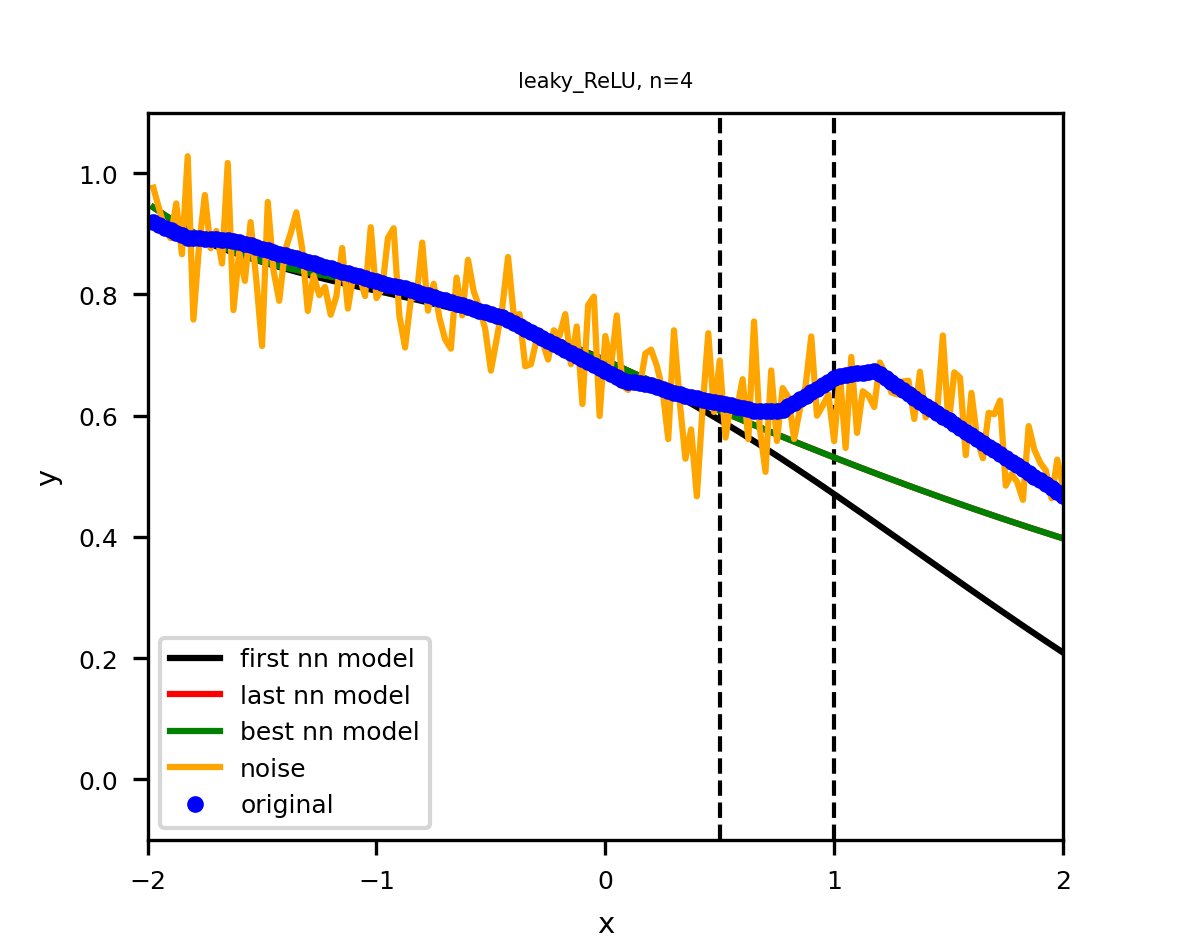 leaky_ReLU, n=4
1.0
0.8
0.6
0.4
0.2
0.0
y
first nn model
last nn model
best nn model
noise
original
−2
−1
0
1
2
x